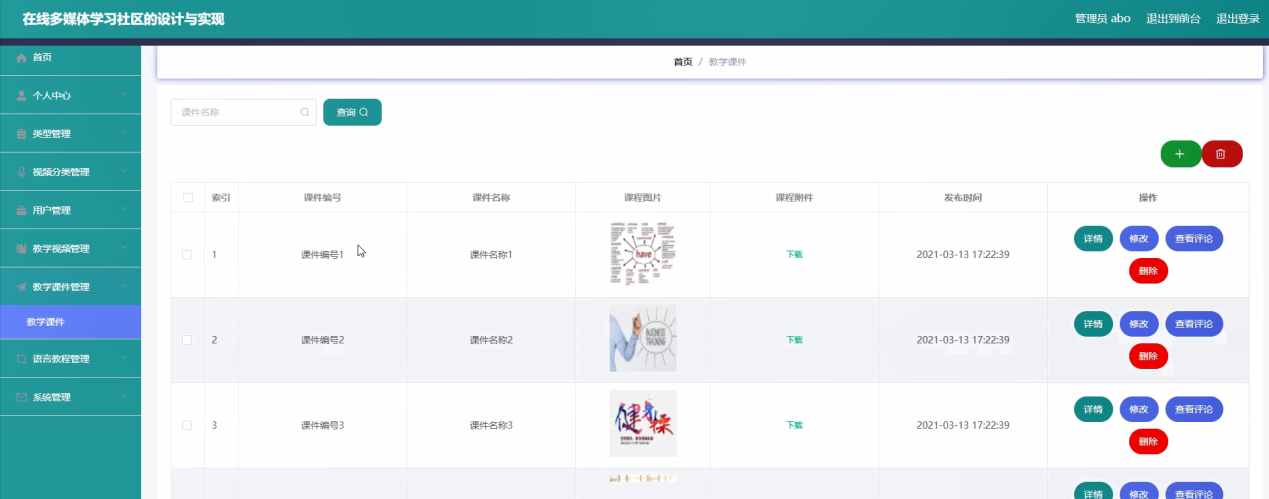 在线多媒体学习社区的设计与实现
管理员 abo 退出到前台 退出登录
首页
个人中心
类型管理
视频分类管理
用户管理
教学视频管理
教学课件管理
教学课件
语言教程管理
系统管理
首页 / 教学课件
课件名称 查询
索引 课件编号 课件名称 课程图片 课程附件 发布时间 操作
1 课件编号1 课件名称1 have 下载 2021-03-13 17:22:39 详情 修改 查看评论
删除
2 课件编号2 课件名称2 BUSINESS TRAINING 下载 2021-03-13 17:22:39 详情 修改 查看评论
删除
3 课件编号3 课件名称3 健身操 下载 2021-03-13 17:22:39 详情 修改 查看评论
删除
详情 修改 查看评论